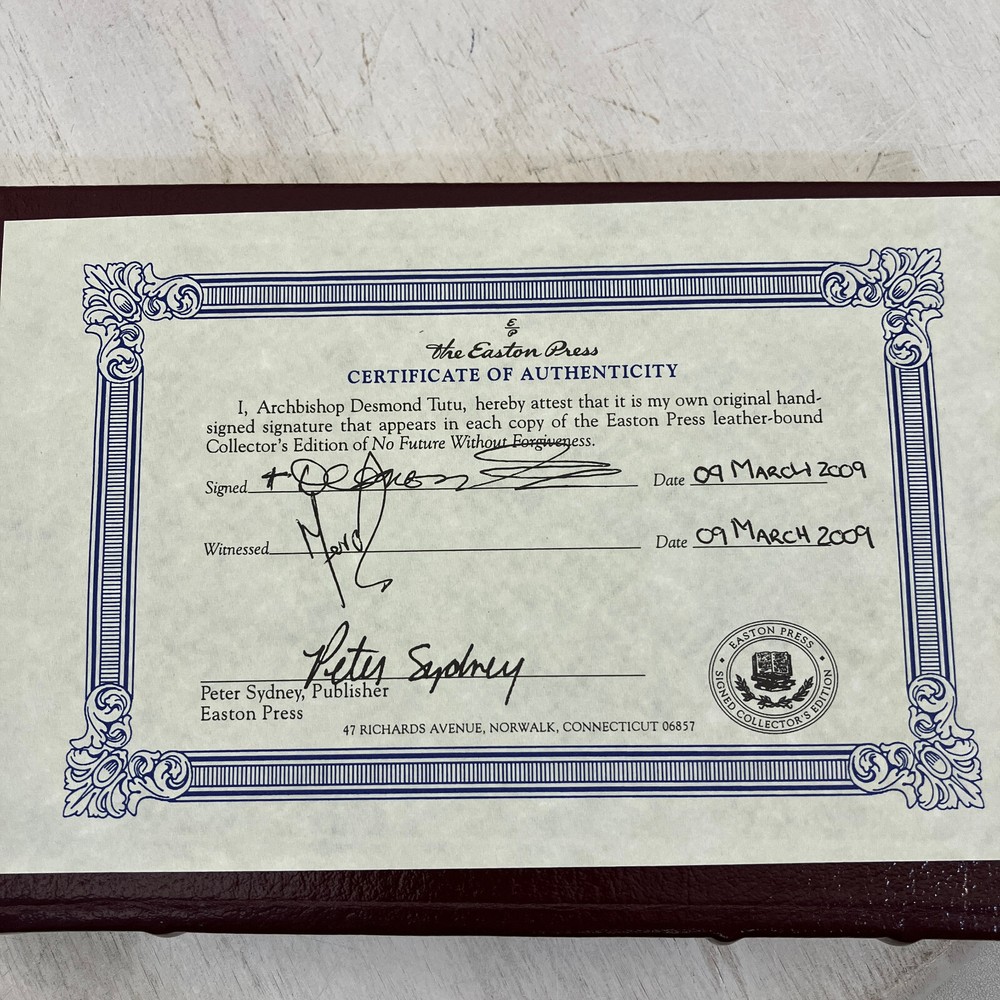 E
P
the Easton Press
CERTIFICATE OF AUTHENTICITY
I, Archbishop Desmond Tutu, hereby attest that it is my own original hand-
signed signature that appears in each copy of the Easton Press leather-bound
Collector's Edition of No Future Without Forgiveness.
Signed Date 09 MARCH 2009
Witnessed Date 09 MARCH 2009
Peter Sydney
Peter Sydney, Publisher
Easton Press
47 RICHARDS AVENUE, NORWALK, CONNECTICUT 06857
EASTON PRESS
SIGNED COLLECTOR'S EDITION